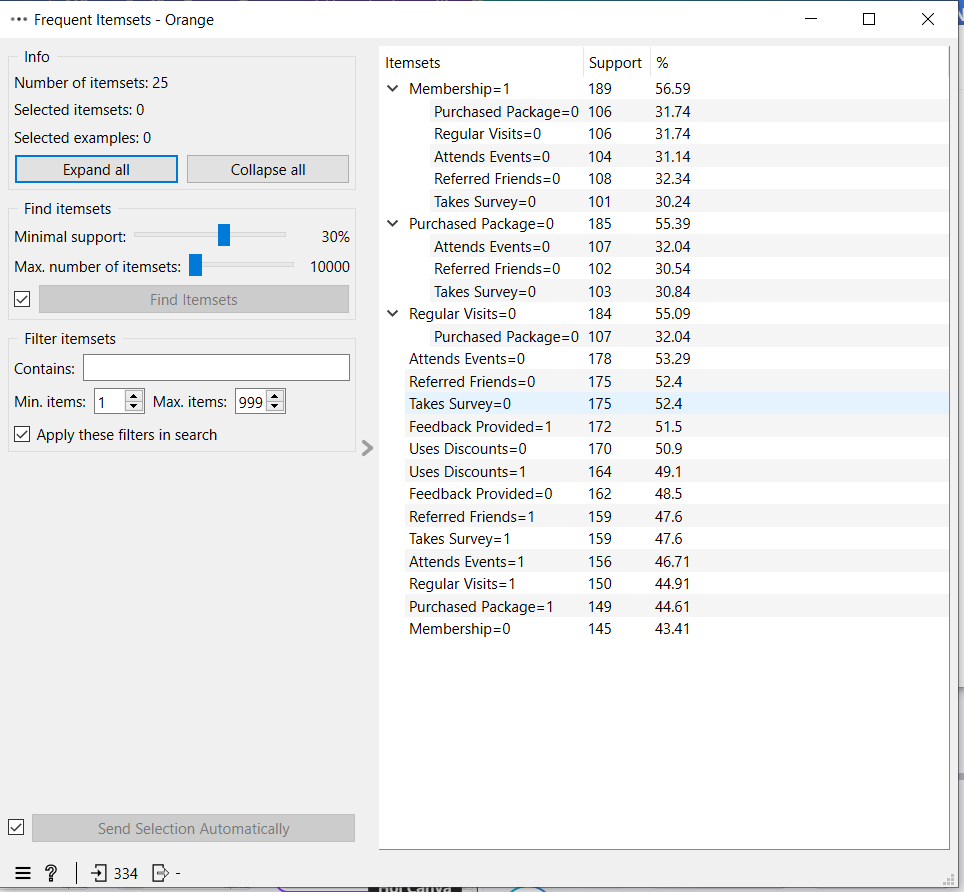 Frequent Itemsets - Orange
Info
Number of itemsets: 25
Selected itemsets: 0
Selected examples: 0
Expand all Collapse all
Find itemsets
Minimal support: 30%
Max. number of itemsets: 10000
Find Itemsets
Filter itemsets
Contains:
Min. items: 1 Max. items: 999
Apply these filters in search
Send Selection Automatically
? 334 -
Itemsets Support %
Membership=1 189 56.59
Purchased Package=0 106 31.74
Regular Visits=0 106 31.74
Attends Events=0 104 31.14
Referred Friends=0 108 32.34
Takes Survey=0 101 30.24
Purchased Package=0 185 55.39
Attends Events=0 107 32.04
Referred Friends=0 102 30.54
Takes Survey=0 103 30.84
Regular Visits=0 184 55.09
Purchased Package=0 107 32.04
Attends Events=0 178 53.29
Referred Friends=0 175 52.4
Takes Survey=0 175 52.4
Feedback Provided=1 172 51.5
Uses Discounts=0 170 50.9
Uses Discounts=1 164 49.1
Feedback Provided=0 162 48.5
Referred Friends=1 159 47.6
Takes Survey=1 159 47.6
Attends Events=1 156 46.71
Regular Visits=1 150 44.91
Purchased Package=1 149 44.61
Membership=0 145 43.41